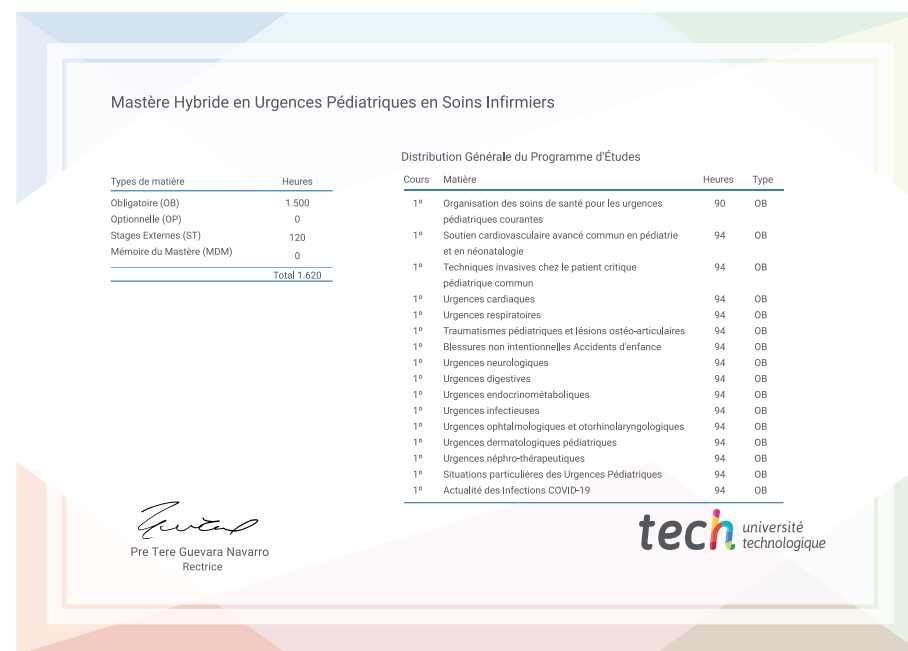 Mastère Hybride en Urgences Pédiatriques en Soins Infirmiers
Types de matière Heures
Obligatoire (OB) 1.500
Optionnelle (OP) 0
Stages Externes (ST) 120
Mémoire du Mastère (MDM) 0
Total 1.620
Distribution Générale du Programme d'Études
Cours Matière Heures Type
1º Organisation des soins de santé pour les urgences 90 OB
pédiatriques courantes
1º Soutien cardiovasculaire avancé commun en pédiatrie 94 OB
et en néonatalogie
1º Techniques invasives chez le patient critique 94 OB
pédiatrique commun
1º Urgences cardiaques 94 OB
1º Urgences respiratoires 94 OB
1º Traumatismes pédiatriques et lésions ostéo-articulaires 94 OB
1º Blessures non intentionnelles Accidents d'enfance 94 OB
1º Urgences neurologiques 94 OB
1º Urgences digestives 94 OB
1º Urgences endocrinométaboliques 94 OB
1º Urgences infectieuses 94 OB
1º Urgences ophtalmologiques et otorhinolaryngologiques 94 OB
1º Urgences dermatologiques pédiatriques 94 OB
1º Urgences néphro-thérapeutiques 94 OB
1º Situations particulières des Urgences Pédiatriques 94 OB
1º Actualité des Infections COVID-19 94 OB
Pre Tere Guevara Navarro
Rectrice
tech université
technologique